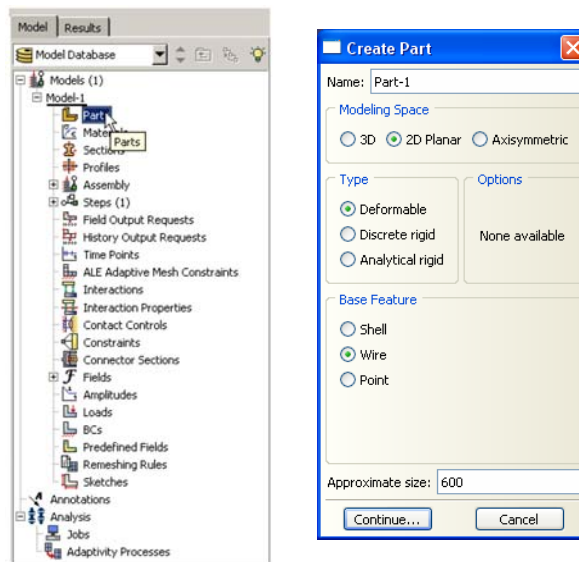 Model Results
Model Database
Models (1)
Model-1
Parts
Sections
Parts
Profiles
Assembly
Steps (1)
Field Output Requests
History Output Requests
Time Points
ALE Adaptive Mesh Constraints
Interactions
Interaction Properties
Contact Controls
Constraints
Connector Sections
Fields
Amplitudes
Loads
BCs
Predefined Fields
Remeshing Rules
Sketches
Annotations
Analysis
Jobs
Adaptivity Processes
Create Part
Name: Part-1
Modeling Space
3D 2D Planar Axisymmetric
Type
Deformable
Discrete rigid
Analytical rigid
Options
None available
Base Feature
Shell
Wire
Point
Approximate size: 600
Continue... Cancel